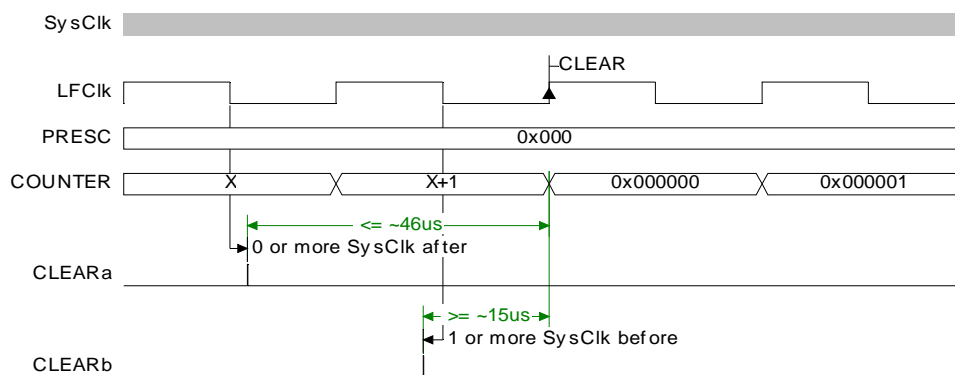 SysClk
CLEAR
LFClk
PRESC
0x000
COUNTER
X
X+1
0x000000
0x000001
<= ~46us
0 or more SysClk after
CLEARa
>= ~15us
1 or more SysClk before
CLEARb